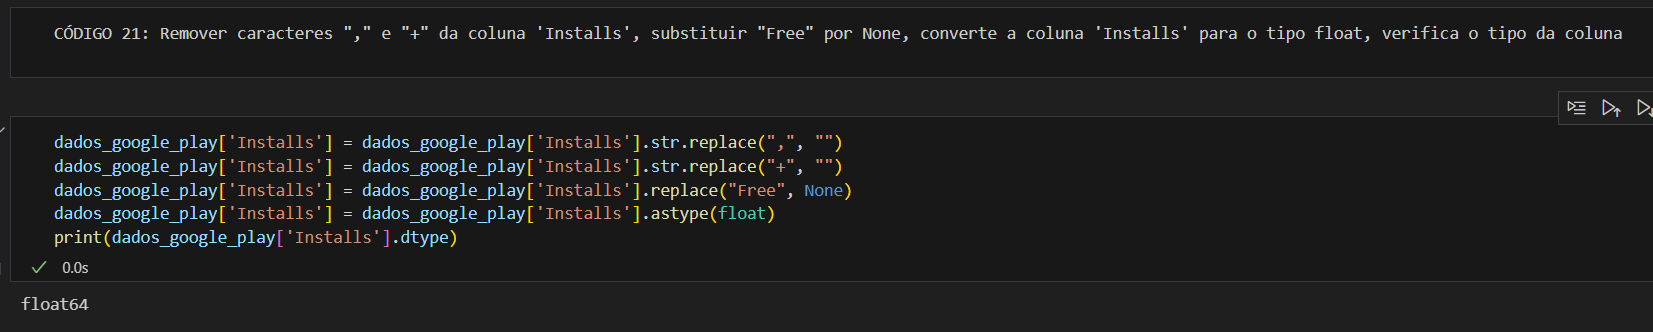 CÓDIGO 21: Remover caracteres "," e "+" da coluna 'Installs', substituir "Free" por None, converte a coluna 'Installs' para o tipo float, verifica o tipo da coluna
dados_google_play['Installs'] = dados_google_play['Installs'].str.replace(",", "")
dados_google_play['Installs'] = dados_google_play['Installs'].str.replace("+", "")
dados_google_play['Installs'] = dados_google_play['Installs'].replace("Free", None)
dados_google_play['Installs'] = dados_google_play['Installs'].astype(float)
print(dados_google_play['Installs'].dtype)
0.0s
float64